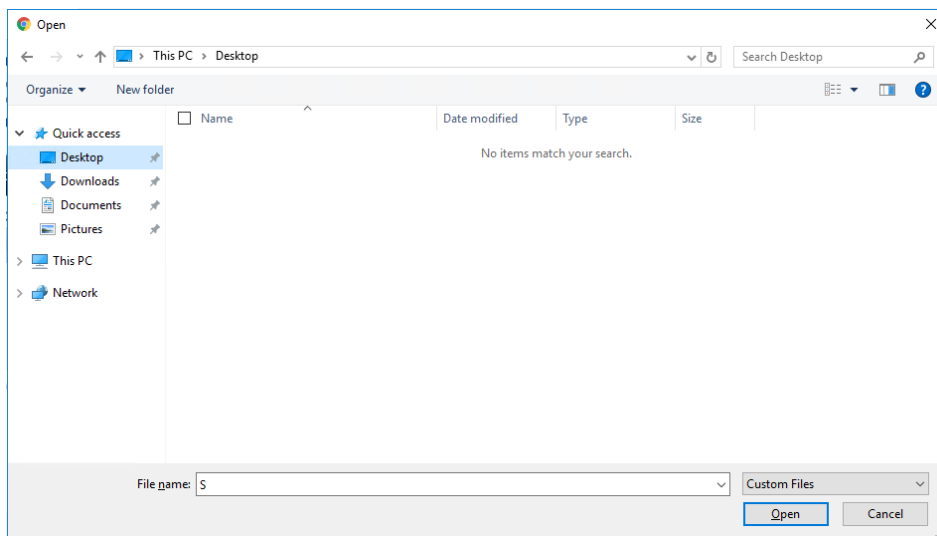 Open
This PC > Desktop
Search Desktop
Organize
New folder
Name
Date modified
Type
Size
Quick access
No items match your search.
Desktop
Downloads
Documents
Pictures
This PC
Network
File name: S
Custom Files
Open
Cancel